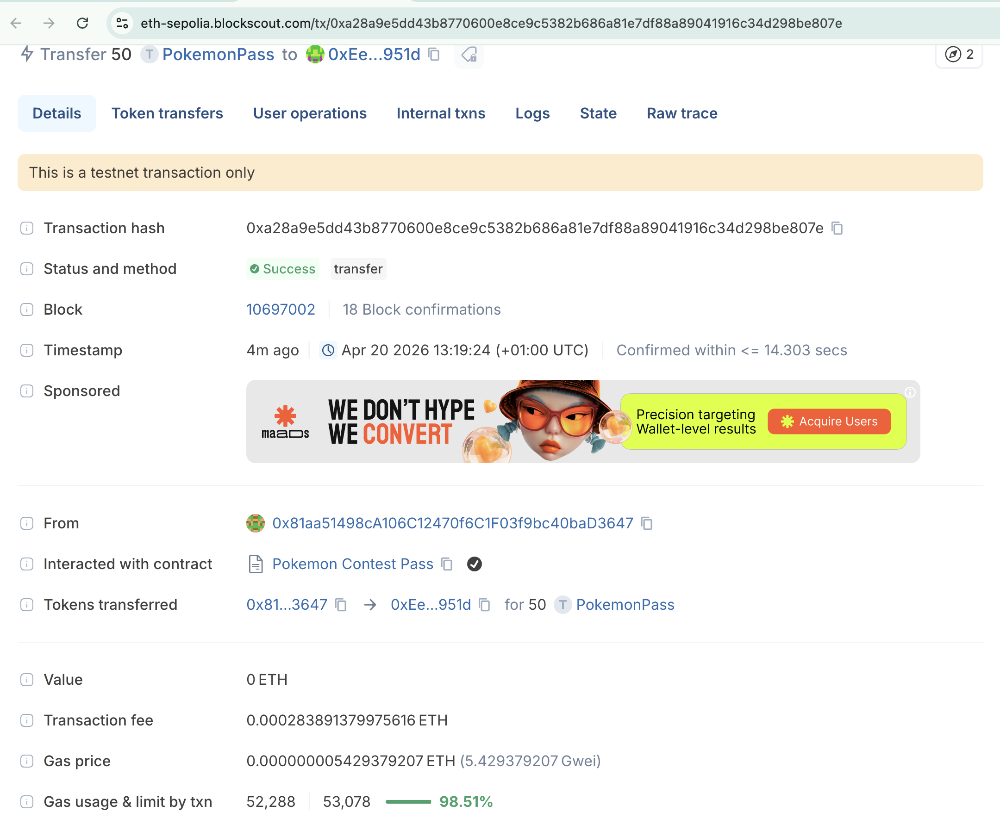 eth-sepolia.blockscout.com/tx/0xa28a9e5dd43b8770600e8ce9c5382b686a81e7df88a89041916c34d298be807e
Transfer 50 T PokemonPass to 0xEe...951d 2
Details Token transfers User operations Internal txns Logs State Raw trace
This is a testnet transaction only
Transaction hash 0xa28a9e5dd43b8770600e8ce9c5382b686a81e7df88a89041916c34d298be807e
Status and method Success transfer
Block 10697002 18 Block confirmations
Timestamp 4m ago Apr 20 2026 13:19:24 (+01:00 UTC) Confirmed within <= 14.303 secs
Sponsored
maaDs
WE DON'T HYPE
WE CONVERT
Precision targeting
Wallet-level results
Acquire Users
From 0x81aa51498cA106C12470f6C1F03f9bc40baD3647
Interacted with contract Pokemon Contest Pass
Tokens transferred 0x81...3647 → 0xEe...951d for 50 T PokemonPass
Value 0 ETH
Transaction fee 0.000283891379975616 ETH
Gas price 0.000000005429379207 ETH (5.429379207 Gwei)
Gas usage & limit by txn 52,288 53,078 98.51%